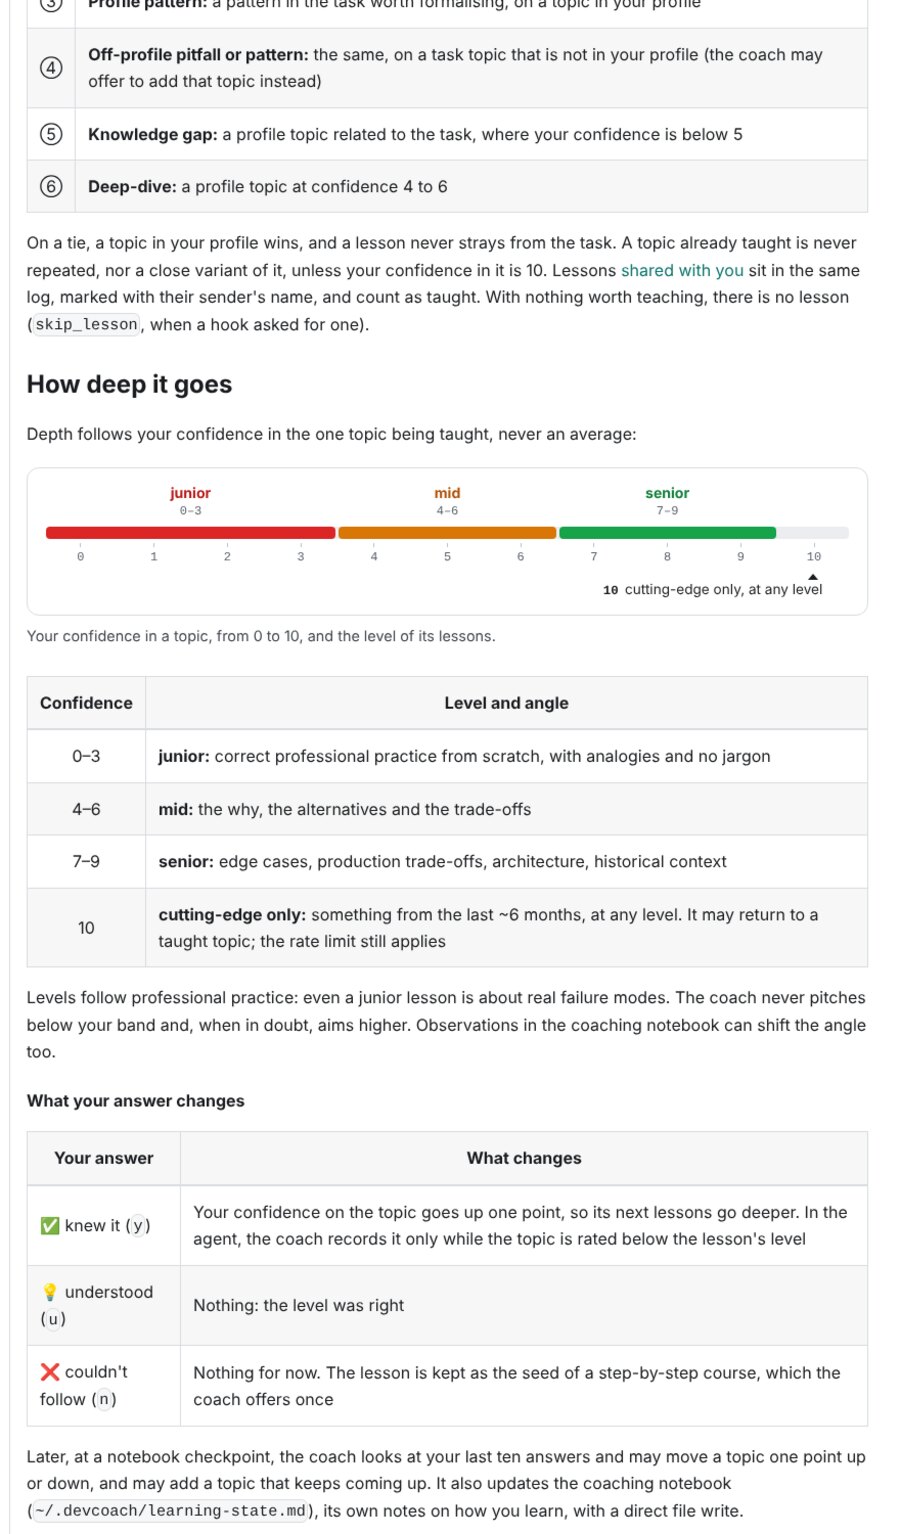 ③ Profile pattern: a pattern in the task worth formalising, on a topic in your profile
④ Off-profile pitfall or pattern: the same, on a task topic that is not in your profile (the coach may
offer to add that topic instead)
⑤ Knowledge gap: a profile topic related to the task, where your confidence is below 5
⑥ Deep-dive: a profile topic at confidence 4 to 6
On a tie, a topic in your profile wins, and a lesson never strays from the task. A topic already taught is never
repeated, nor a close variant of it, unless your confidence in it is 10. Lessons shared with you sit in the same
log, marked with their sender's name, and count as taught. With nothing worth teaching, there is no lesson
(skip_lesson, when a hook asked for one).
How deep it goes
Depth follows your confidence in the one topic being taught, never an average:
junior mid senior
0–3 4–6 7–9
0 1 2 3 4 5 6 7 8 9 10
10 cutting-edge only, at any level
Your confidence in a topic, from 0 to 10, and the level of its lessons.
Confidence Level and angle
0–3 junior: correct professional practice from scratch, with analogies and no jargon
4–6 mid: the why, the alternatives and the trade-offs
7–9 senior: edge cases, production trade-offs, architecture, historical context
10 cutting-edge only: something from the last ~6 months, at any level. It may return to a
taught topic; the rate limit still applies
Levels follow professional practice: even a junior lesson is about real failure modes. The coach never pitches
below your band and, when in doubt, aims higher. Observations in the coaching notebook can shift the angle
too.
What your answer changes
Your answer What changes
✅ knew it (y) Your confidence on the topic goes up one point, so its next lessons go deeper. In the
agent, the coach records it only while the topic is rated below the lesson's level
💡 understood
(u) Nothing: the level was right
❌ couldn't
follow (n) Nothing for now. The lesson is kept as the seed of a step-by-step course, which the
coach offers once
Later, at a notebook checkpoint, the coach looks at your last ten answers and may move a topic one point up
or down, and may add a topic that keeps coming up. It also updates the coaching notebook
(~/.devcoach/learning-state.md), its own notes on how you learn, with a direct file write.